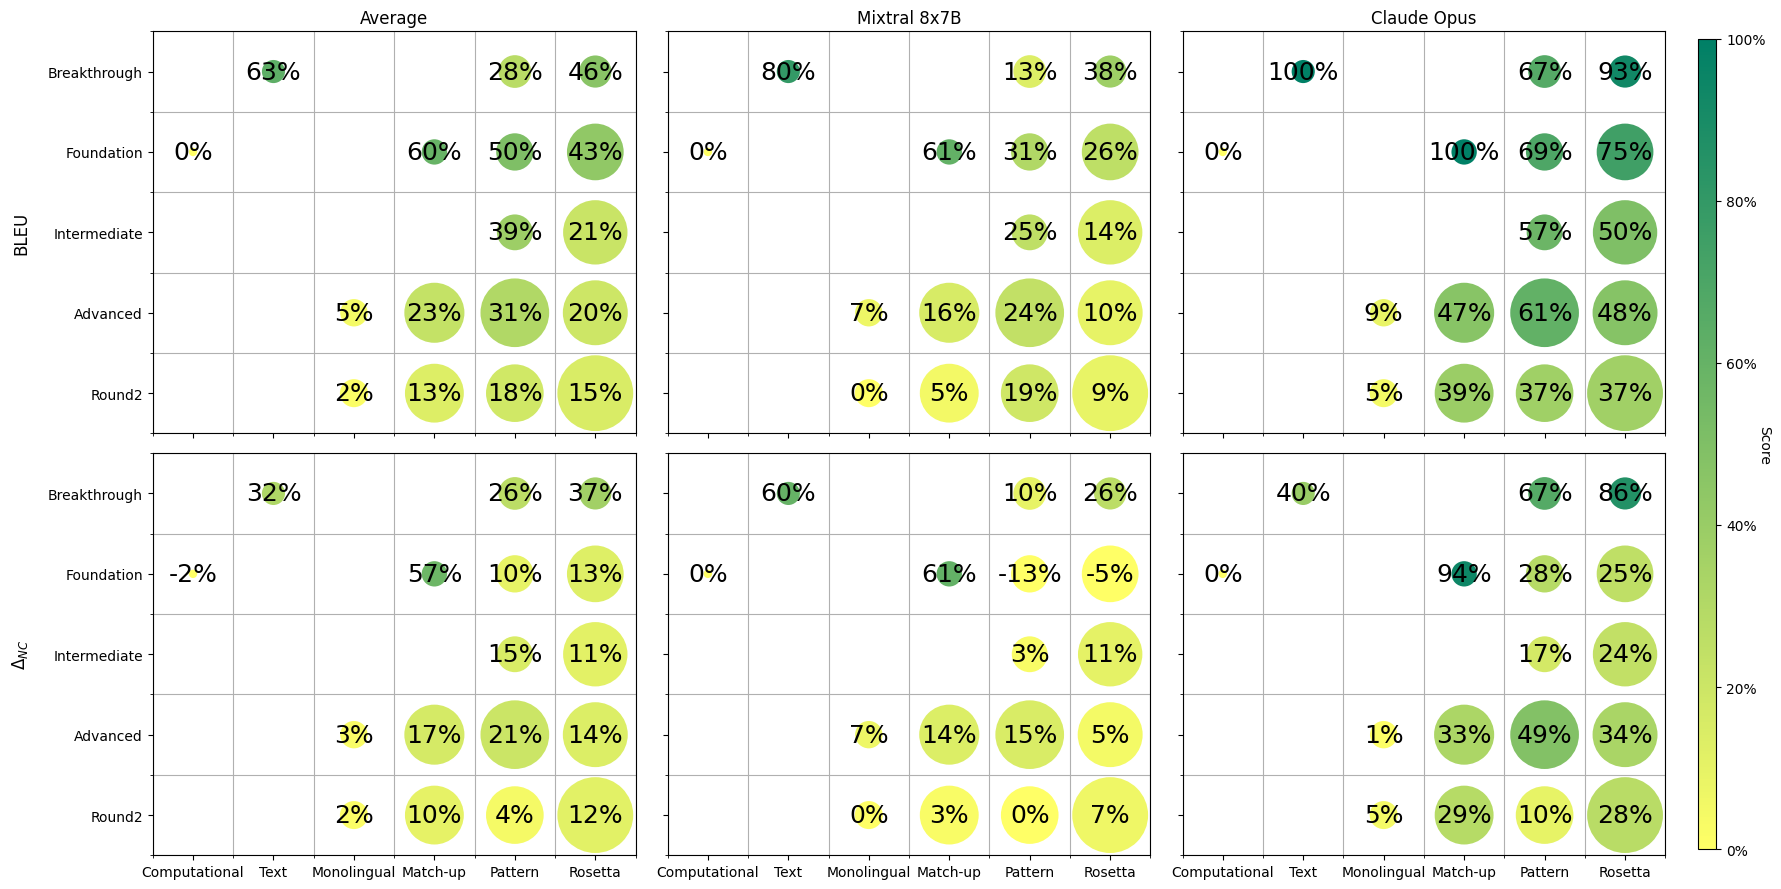 Average Mixtral 8x7B Claude Opus
Breakthrough 63% 28% 46% 80% 13% 38% 100% 67% 93% 100%
Foundation 0% 60% 50% 43% 0% 61% 31% 26% 0% 100% 69% 75%
80%
BLEU Intermediate 39% 21% 25% 14% 57% 50%
Advanced 5% 23% 31% 20% 7% 16% 24% 10% 9% 47% 61% 48%
60%
Round2 2% 13% 18% 15% 0% 5% 19% 9% 5% 39% 37% 37%
Score
Breakthrough 32% 26% 37% 60% 10% 26% 40% 67% 86%
40%
Foundation -2% 57% 10% 13% 0% 61% -13% -5% 0% 94% 28% 25%
Δ_NC Intermediate 15% 11% 3% 11% 17% 24%
20%
Advanced 3% 17% 21% 14% 7% 14% 15% 5% 1% 33% 49% 34%
Round2 2% 10% 4% 12% 0% 3% 0% 7% 5% 29% 10% 28%
0%
Computational Text Monolingual Match-up Pattern Rosetta Computational Text Monolingual Match-up Pattern Rosetta Computational Text Monolingual Match-up Pattern Rosetta